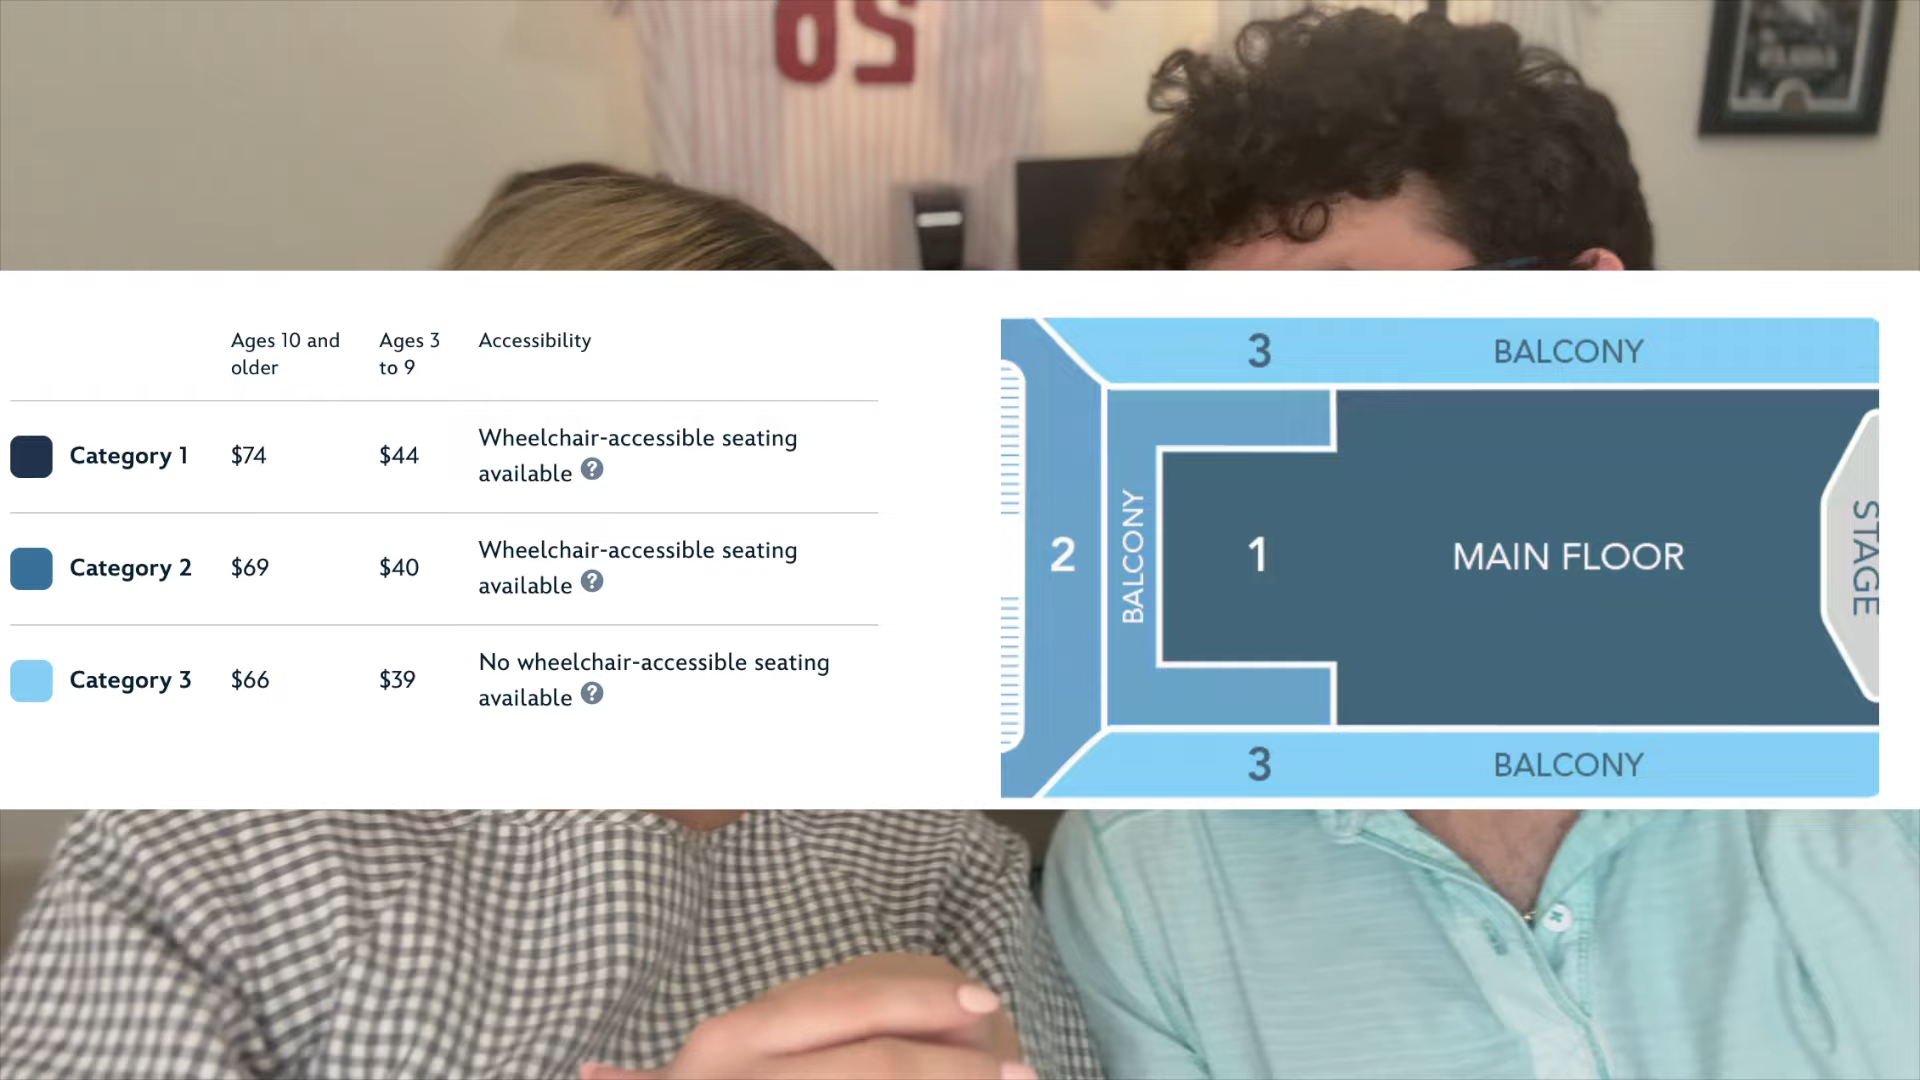 Ages 10 and
older
Ages 3
to 9
Accessibility
Category 1
$74
$44
Wheelchair-accessible seating
available ?
Category 2
$69
$40
Wheelchair-accessible seating
available ?
Category 3
$66
$39
No wheelchair-accessible seating
available ?
3 BALCONY
2
BALCONY
1
MAIN FLOOR
STAGE
3 BALCONY